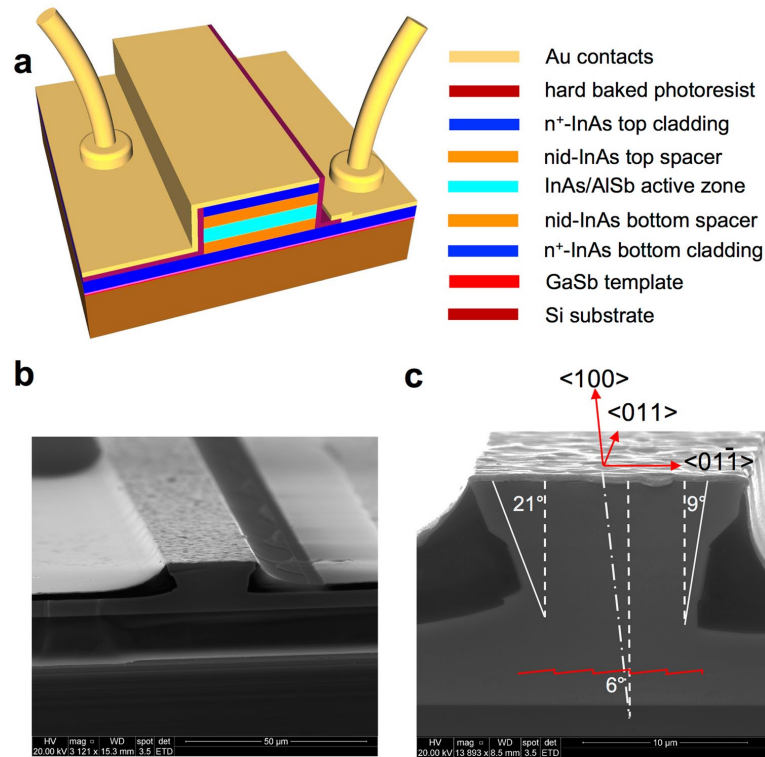 a
Au contacts
hard baked photoresist
n⁺-InAs top cladding
nid-InAs top spacer
InAs/AlSb active zone
nid-InAs bottom spacer
n⁺-InAs bottom cladding
GaSb template
Si substrate
b
c
<100>
<011>
<011̄>
21°
9°
6°
HV mag □ WD spot det
20.00 kV 3 121 x 15.3 mm 3.5 ETD
50 µm
HV mag □ WD spot det
20.00 kV 13 893 x 8.5 mm 3.5 ETD
10 µm